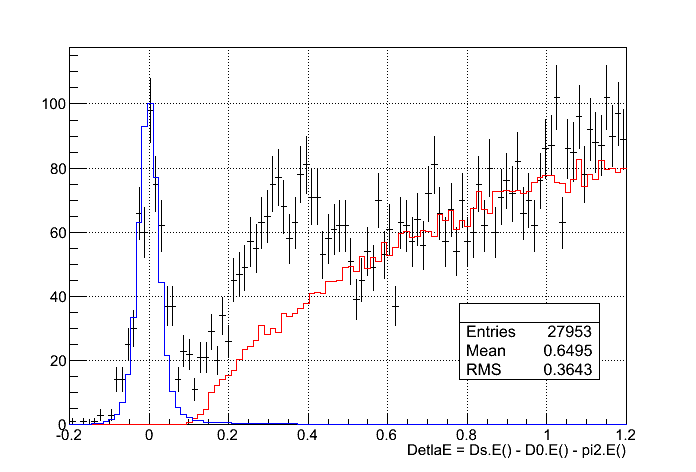 100
80
60
40
20
0
Entries 27953
Mean 0.6495
RMS 0.3643
-0.2 0 0.2 0.4 0.6 0.8 1 1.2
DetlaE = Ds.E() - D0.E() - pi2.E()